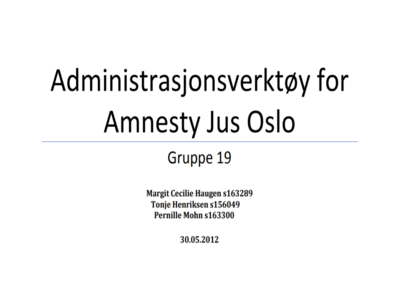 Administrasjonsverktøy for
Amnesty Jus Oslo
Gruppe 19
Margit Cecilie Haugen s163289
Tonje Henriksen s156049
Pernille Mohn s163300
30.05.2012